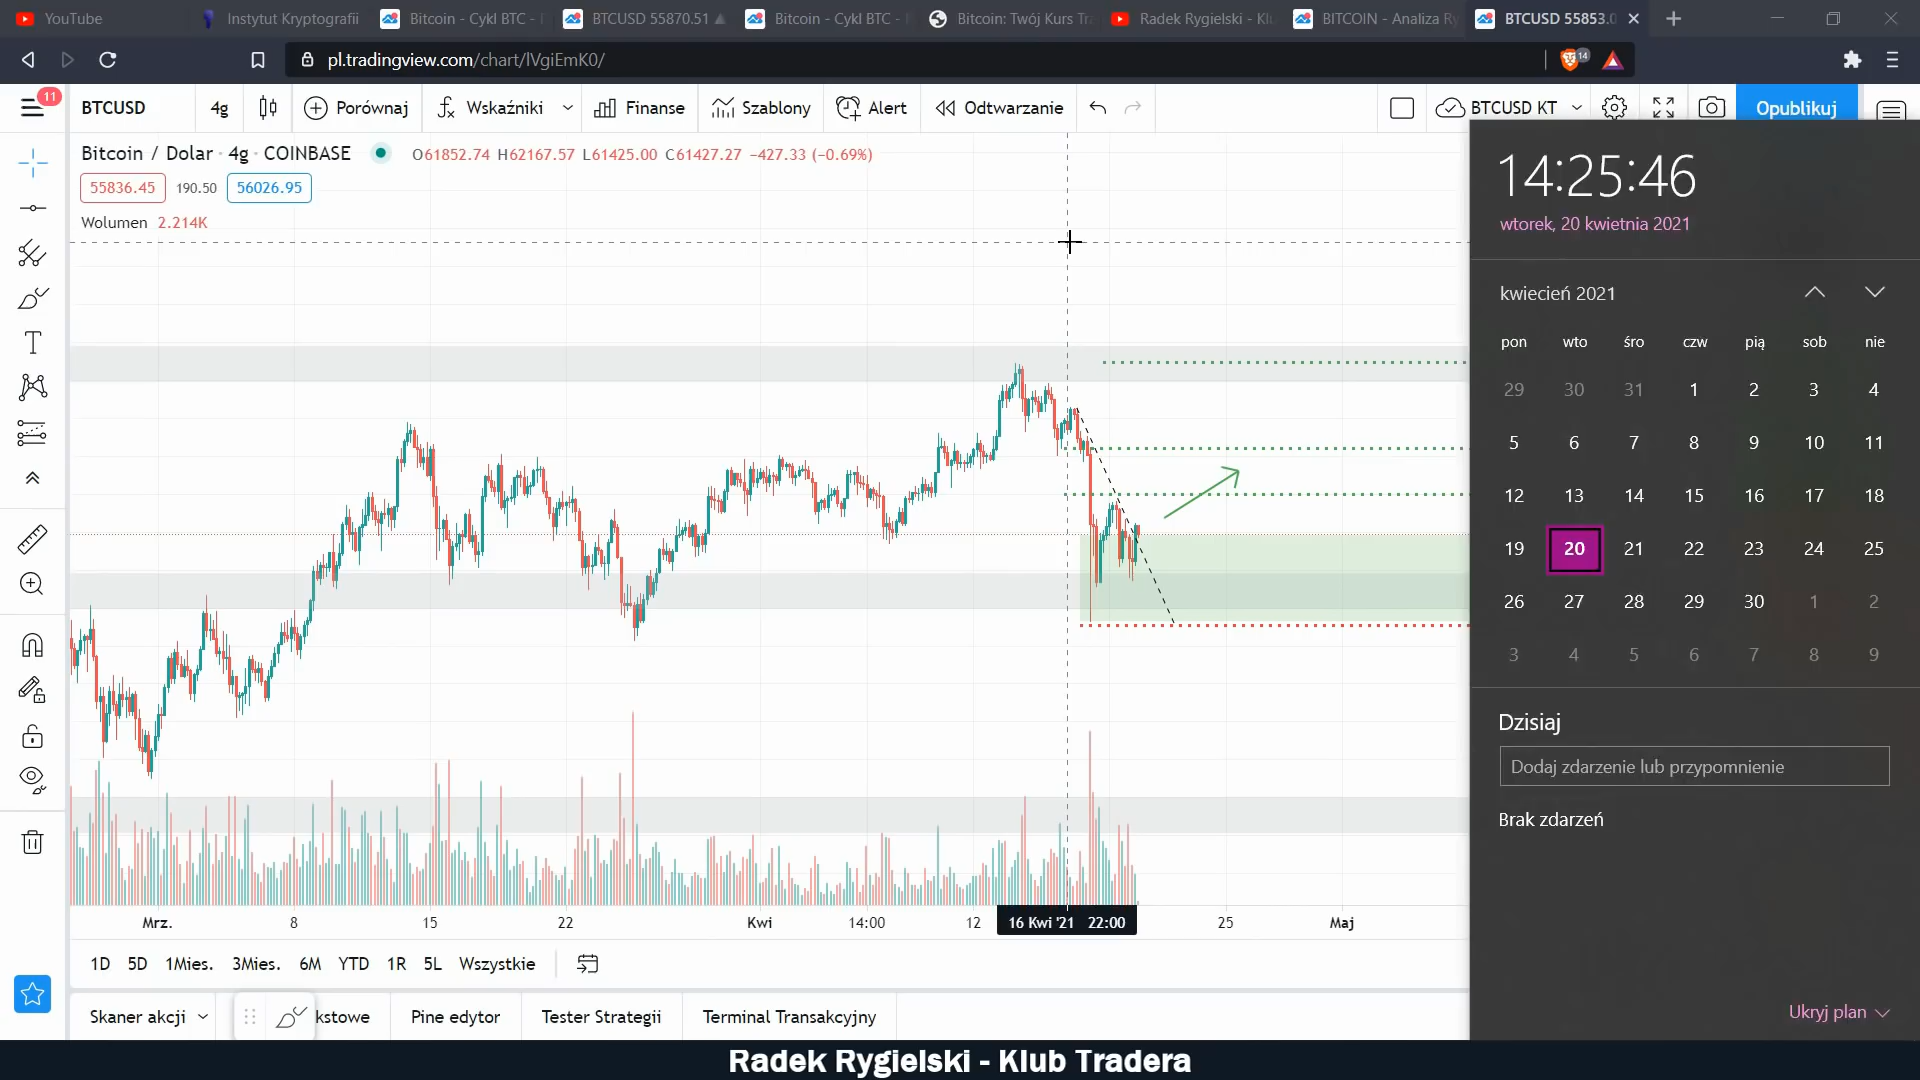 YouTube
Instytut Kryptografii
Bitcoin - Cykl BTC -
BTCUSD 55870.51
Bitcoin - Cykl BTC -
Bitcoin: Twój Kurs Tra
Radek Rygielski - Klu
BITCOIN - Analiza Ry
BTCUSD 55853.0
pl.tradingview.com/chart/lVgiEmK0/
14
11
BTCUSD
4g
Porównaj
Wskaźniki
Finanse
Szablony
Alert
Odtwarzanie
BTCUSD KT
Opublikuj
Bitcoin / Dolar · 4g · COINBASE
O61852.74 H62167.57 L61425.00 C61427.27 −427.33 (−0.69%)
55836.45
190.50
56026.95
Wolumen 2.214K
14:25:46
wtorek, 20 kwietnia 2021
kwiecień 2021
pon wto śro czw pią sob nie
29 30 31 1 2 3 4
5 6 7 8 9 10 11
12 13 14 15 16 17 18
19 20 21 22 23 24 25
26 27 28 29 30 1 2
3 4 5 6 7 8 9
Dzisiaj
Dodaj zdarzenie lub przypomnienie
Brak zdarzeń
Ukryj plan
Mrz. 8 15 22 Kwi 14:00 12 16 Kwi '21 22:00 25 Maj
1D 5D 1Mies. 3Mies. 6M YTD 1R 5L Wszystkie
Skaner akcji
kstowe
Pine edytor
Tester Strategii
Terminal Transakcyjny
Radek Rygielski - Klub Tradera